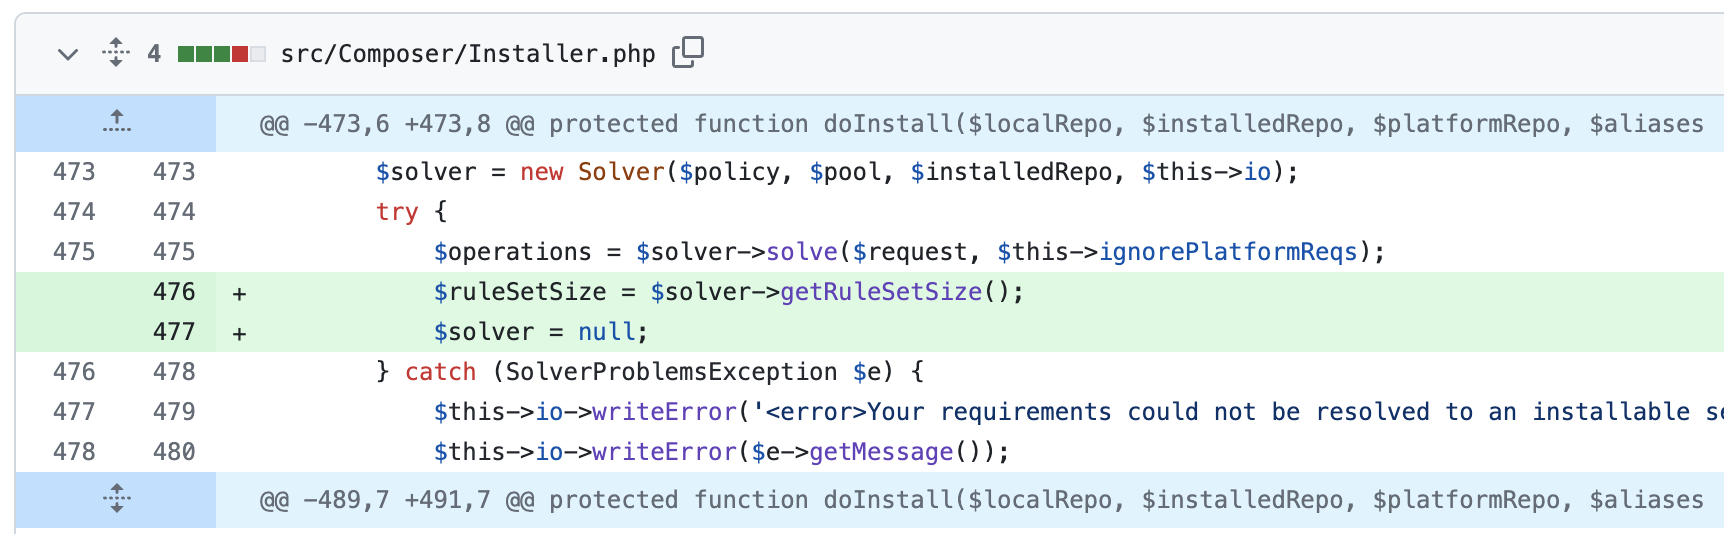 4 src/Composer/Installer.php
@@ -473,6 +473,8 @@ protected function doInstall($localRepo, $installedRepo, $platformRepo, $aliases
473 473 $solver = new Solver($policy, $pool, $installedRepo, $this->io);
474 474 try {
475 475 $operations = $solver->solve($request, $this->ignorePlatformReqs);
476 + $ruleSetSize = $solver->getRuleSetSize();
477 + $solver = null;
476 478 } catch (SolverProblemsException $e) {
477 479 $this->io->writeError('<error>Your requirements could not be resolved to an installable
478 480 $this->io->writeError($e->getMessage());
@@ -489,7 +491,7 @@ protected function doInstall($localRepo, $installedRepo, $platformRepo, $aliases